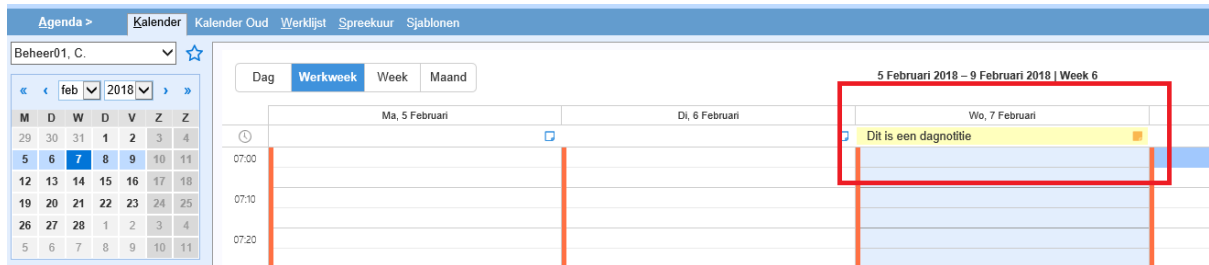 Agenda > Kalender Kalender Oud Werklijst Spreekuur Sjablonen
Beheer01, C.
« ‹ feb 2018 › »
M D W D V Z Z
29 30 31 1 2 3 4
5 6 7 8 9 10 11
12 13 14 15 16 17 18
19 20 21 22 23 24 25
26 27 28 1 2 3 4
5 6 7 8 9 10 11
Dag Werkweek Week Maand
5 Februari 2018 – 9 Februari 2018 | Week 6
Ma, 5 Februari Di, 6 Februari Wo, 7 Februari
Dit is een dagnotitie
07:00
07:10
07:20